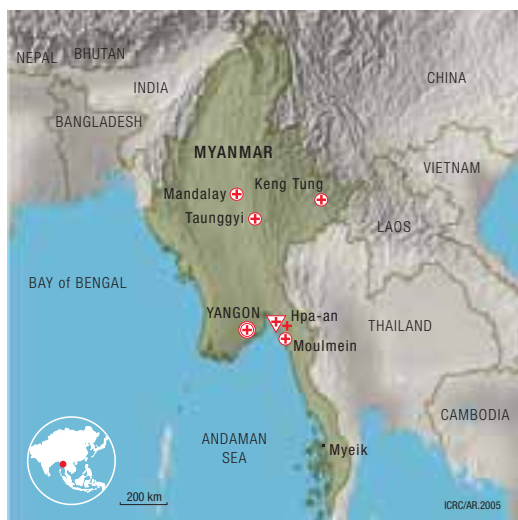 NEPAL
BHUTAN
CHINA
INDIA
BANGLADESH
MYANMAR
VIETNAM
Keng Tung
Mandalay
Taunggyi
LAOS
BAY of BENGAL
YANGON
Hpa-an
THAILAND
Moulmein
CAMBODIA
ANDAMAN
SEA
Myeik
200 km
ICRC/AR.2005